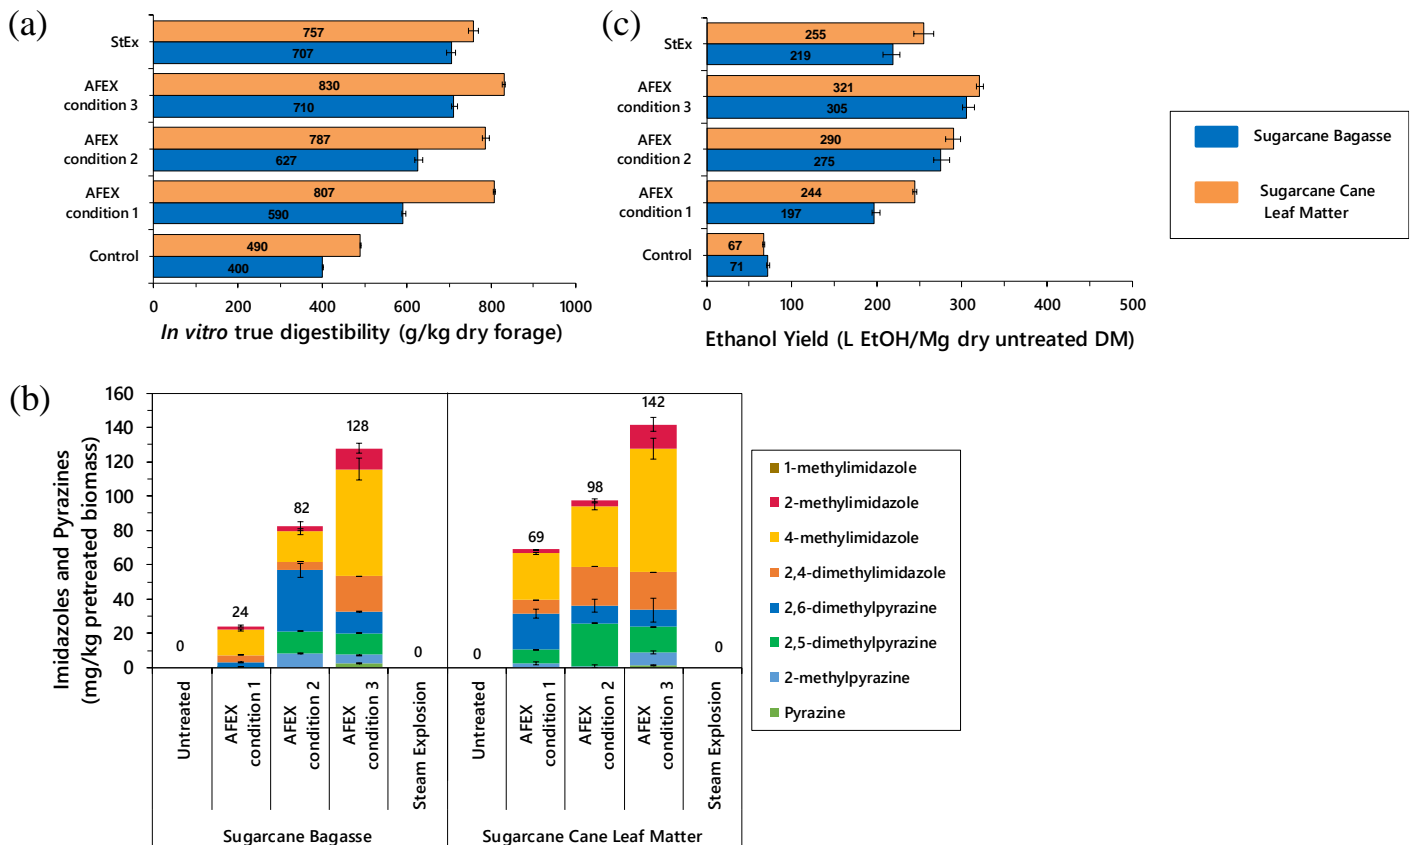 (a)
StEx
757
707
AFEX
condition 3
830
710
AFEX
condition 2
787
627
AFEX
condition 1
807
590
Control
490
400
0 200 400 600 800 1000
In vitro true digestibility (g/kg dry forage)
(c)
StEx
255
219
AFEX
condition 3
321
305
AFEX
condition 2
290
275
AFEX
condition 1
244
197
Control
67
71
0 100 200 300 400 500
Ethanol Yield (L EtOH/Mg dry untreated DM)
Sugarcane Bagasse
Sugarcane Cane
Leaf Matter
(b)
Imidazoles and Pyrazines
(mg/kg pretreated biomass)
160
140
120
100
80
60
40
20
0
0
24
82
128
0
0
69
98
142
0
Untreated
AFEX
condition 1
AFEX
condition 2
AFEX
condition 3
Steam Explosion
Untreated
AFEX
condition 1
AFEX
condition 2
AFEX
condition 3
Steam Explosion
Sugarcane Bagasse
Sugarcane Cane Leaf Matter
1-methylimidazole
2-methylimidazole
4-methylimidazole
2,4-dimethylimidazole
2,6-dimethylpyrazine
2,5-dimethylpyrazine
2-methylpyrazine
Pyrazine